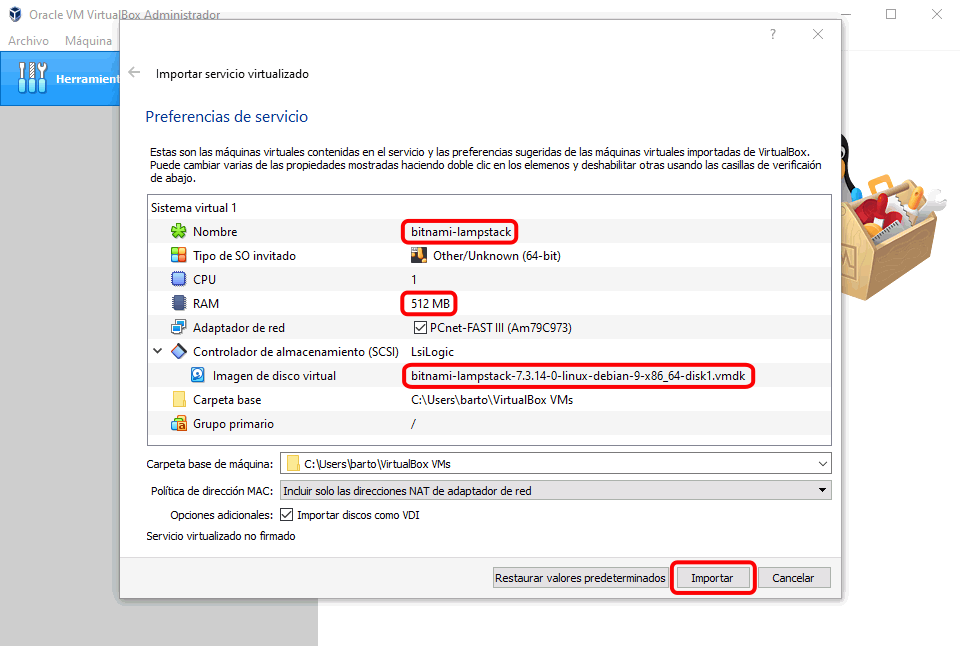 Oracle VM VirtualBox Administrador
Archivo Máquina
Herramient
?
Importar servicio virtualizado
Preferencias de servicio
Estas son las máquinas virtuales contenidas en el servicio y las preferencias sugeridas de las máquinas virtuales importadas de VirtualBox.
Puede cambiar varias de las propiedades mostradas haciendo doble clic en los elemenos y deshabilitar otras usando las casillas de verificaión
de abajo.
Sistema virtual 1
Nombre bitnami-lampstack
Tipo de SO invitado Other/Unknown (64-bit)
CPU 1
RAM 512 MB
Adaptador de red PCnet-FAST III (Am79C973)
Controlador de almacenamiento (SCSI) LsiLogic
Imagen de disco virtual bitnami-lampstack-7.3.14-0-linux-debian-9-x86_64-disk1.vmdk
Carpeta base C:\Users\barto\VirtualBox VMs
Grupo primario /
Carpeta base de máquina: C:\Users\barto\VirtualBox VMs
Política de dirección MAC: Incluir solo las direcciones NAT de adaptador de red
Opciones adicionales: Importar discos como VDI
Servicio virtualizado no firmado
Restaurar valores predeterminados Importar Cancelar